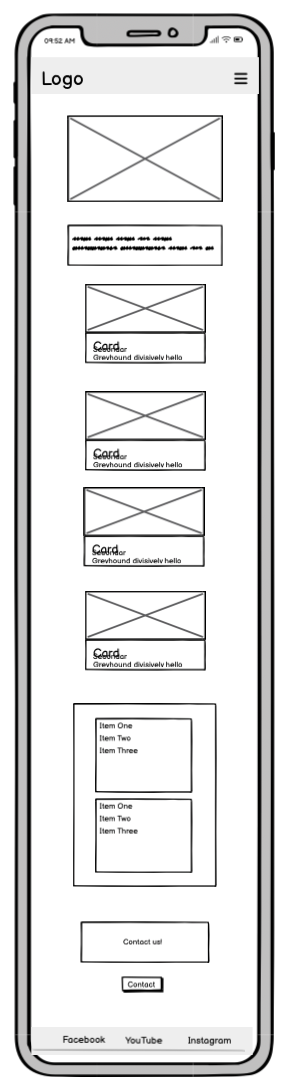 09:52 AM
Logo
Card
Secondar
Greyhound divisively hello
Card
Secondar
Greyhound divisively hello
Card
Secondar
Greyhound divisively hello
Card
Secondar
Greyhound divisively hello
Item One
Item Two
Item Three
Item One
Item Two
Item Three
Contact us!
Contact
Facebook YouTube Instagram